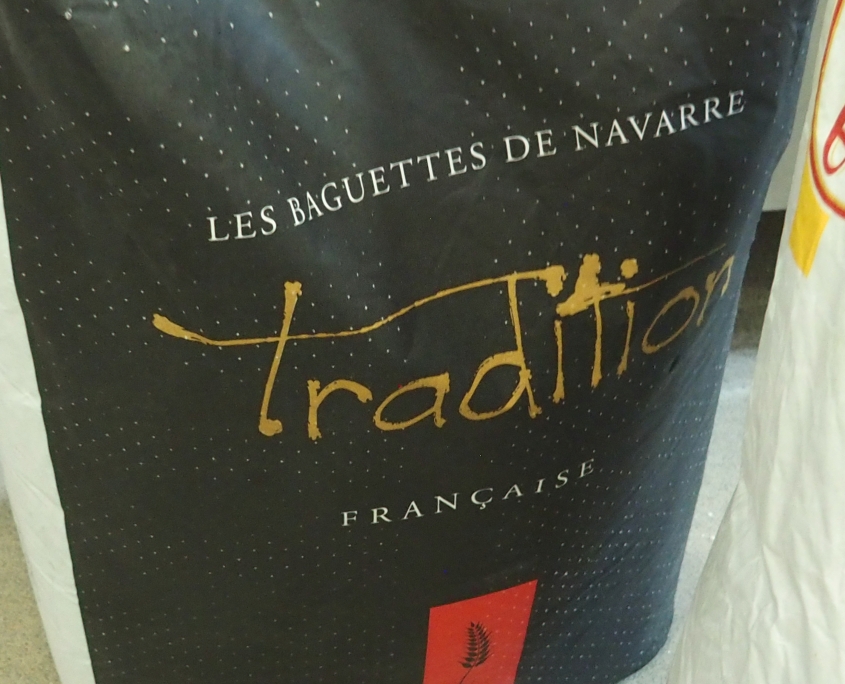 LES BAGUETTES DE NAVARRE
Tradition
FRANÇAISE